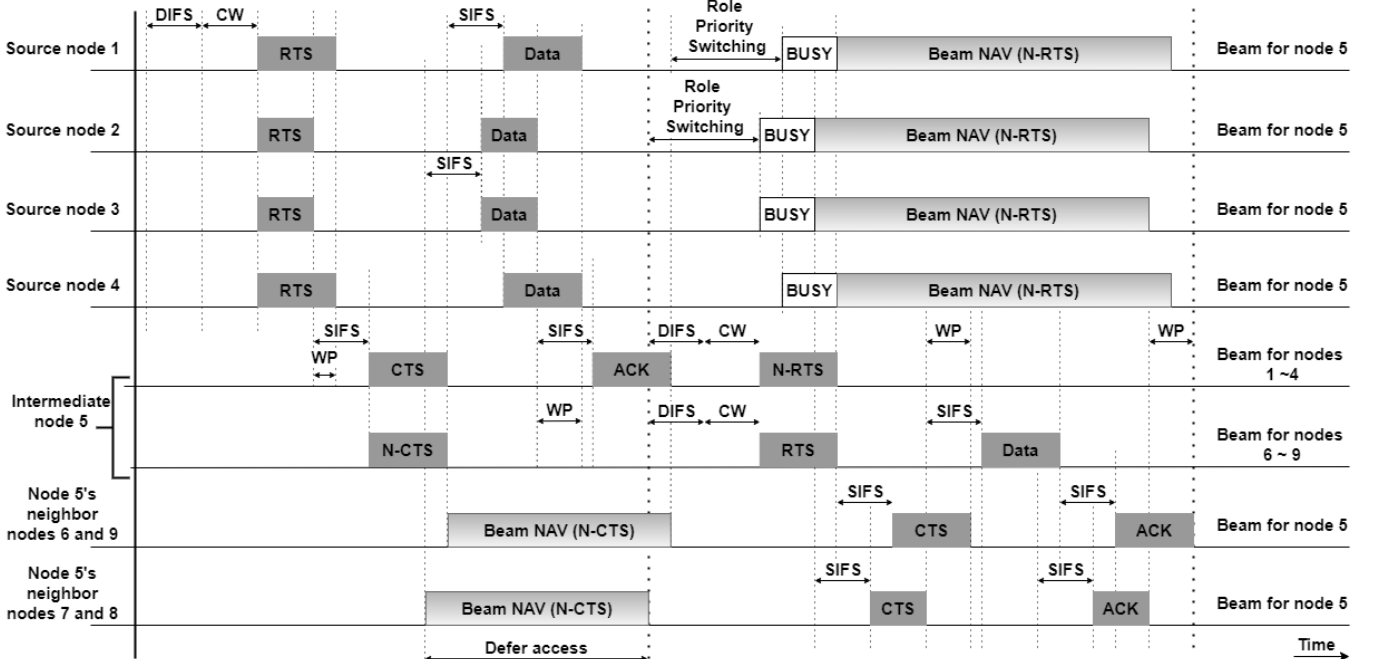 DIFS CW SIFS Role
Priority
Switching
Source node 1 RTS Data BUSY Beam NAV (N-RTS) Beam for node 5
Role
Priority
Switching
Source node 2 RTS Data BUSY Beam NAV (N-RTS) Beam for node 5
SIFS
Source node 3 RTS Data BUSY Beam NAV (N-RTS) Beam for node 5
Source node 4 RTS Data BUSY Beam NAV (N-RTS) Beam for node 5
SIFS SIFS DIFS CW WP WP
WP
CTS ACK N-RTS Beam for nodes
1 ~4
Intermediate
node 5
WP DIFS CW SIFS
N-CTS RTS Data Beam for nodes
6 ~ 9
SIFS SIFS
Node 5's
neighbor
nodes 6 and 9
Beam NAV (N-CTS) CTS ACK Beam for node 5
SIFS SIFS
Node 5's
neighbor
nodes 7 and 8
Beam NAV (N-CTS) CTS ACK Beam for node 5
Defer access Time